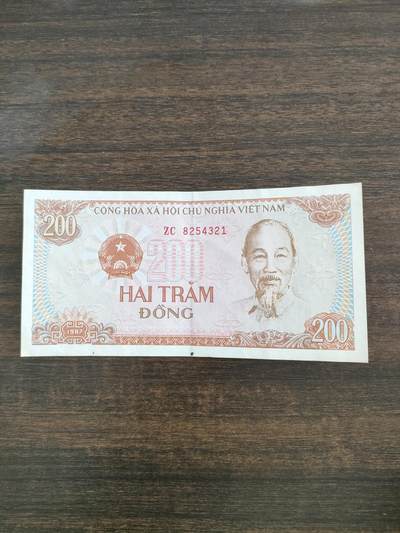 CỘNG HÒA XÃ HỘI CHỦ NGHĨA VIỆT NAM
200
ZC 8254321
200
HAI TRĂM
ĐỒNG
200
1987